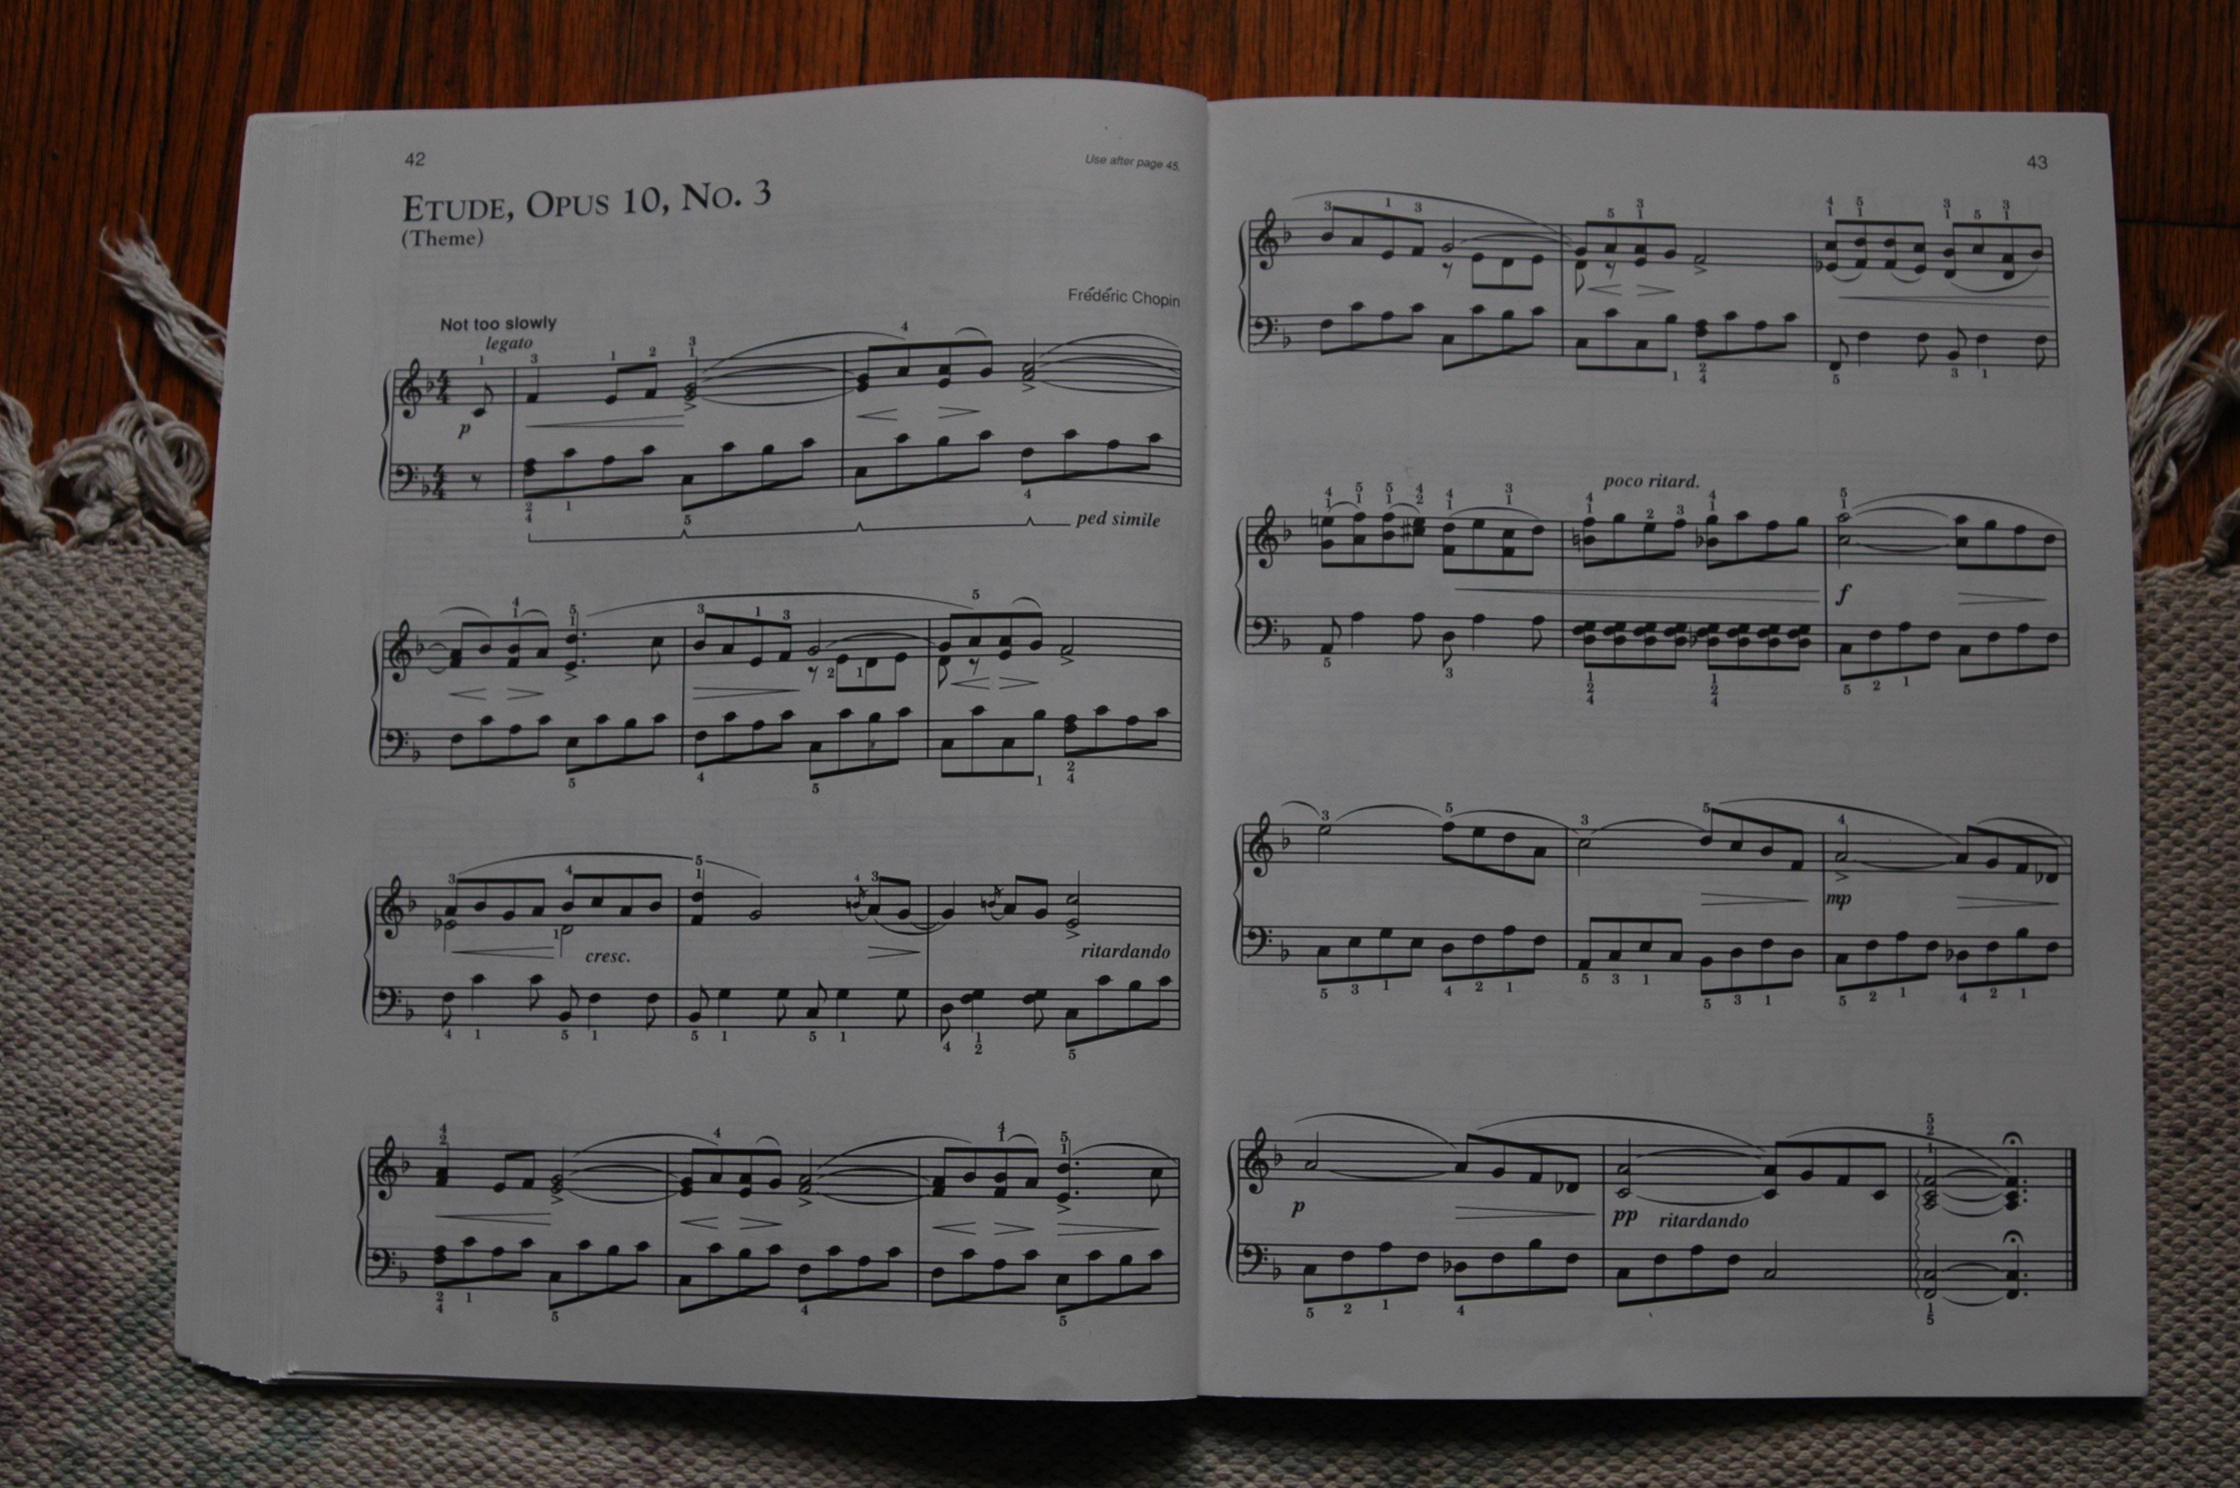 42
Use after page 45.
ETUDE, OPUS 10, NO. 3
(Theme)
Frédéric Chopin
Not too slowly
legato
p
ped simile
cresc.
ritardando
43
poco ritard.
f
mp
p
pp ritardando